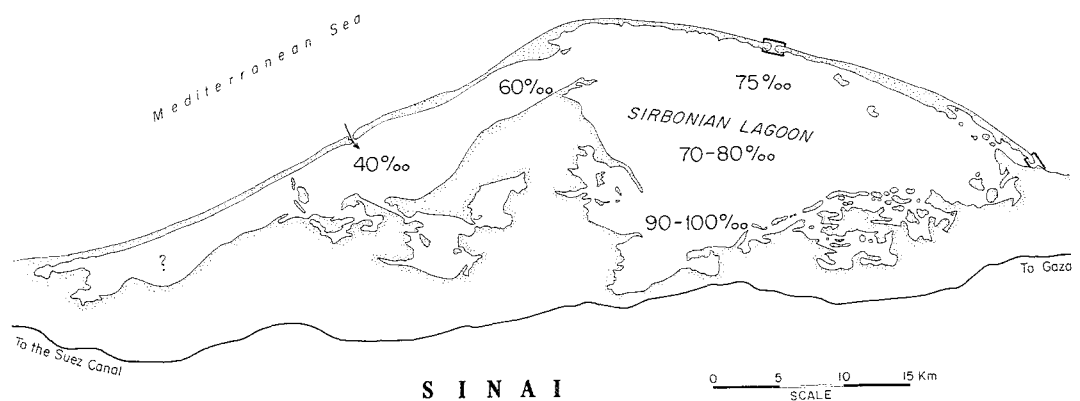 Mediterranean Sea
60‰
75‰
SIRBONIAN LAGOON
70-80‰
40‰
90-100‰
?
To Gaza
To the Suez Canal
SINAI
0 5 10 15 Km
SCALE